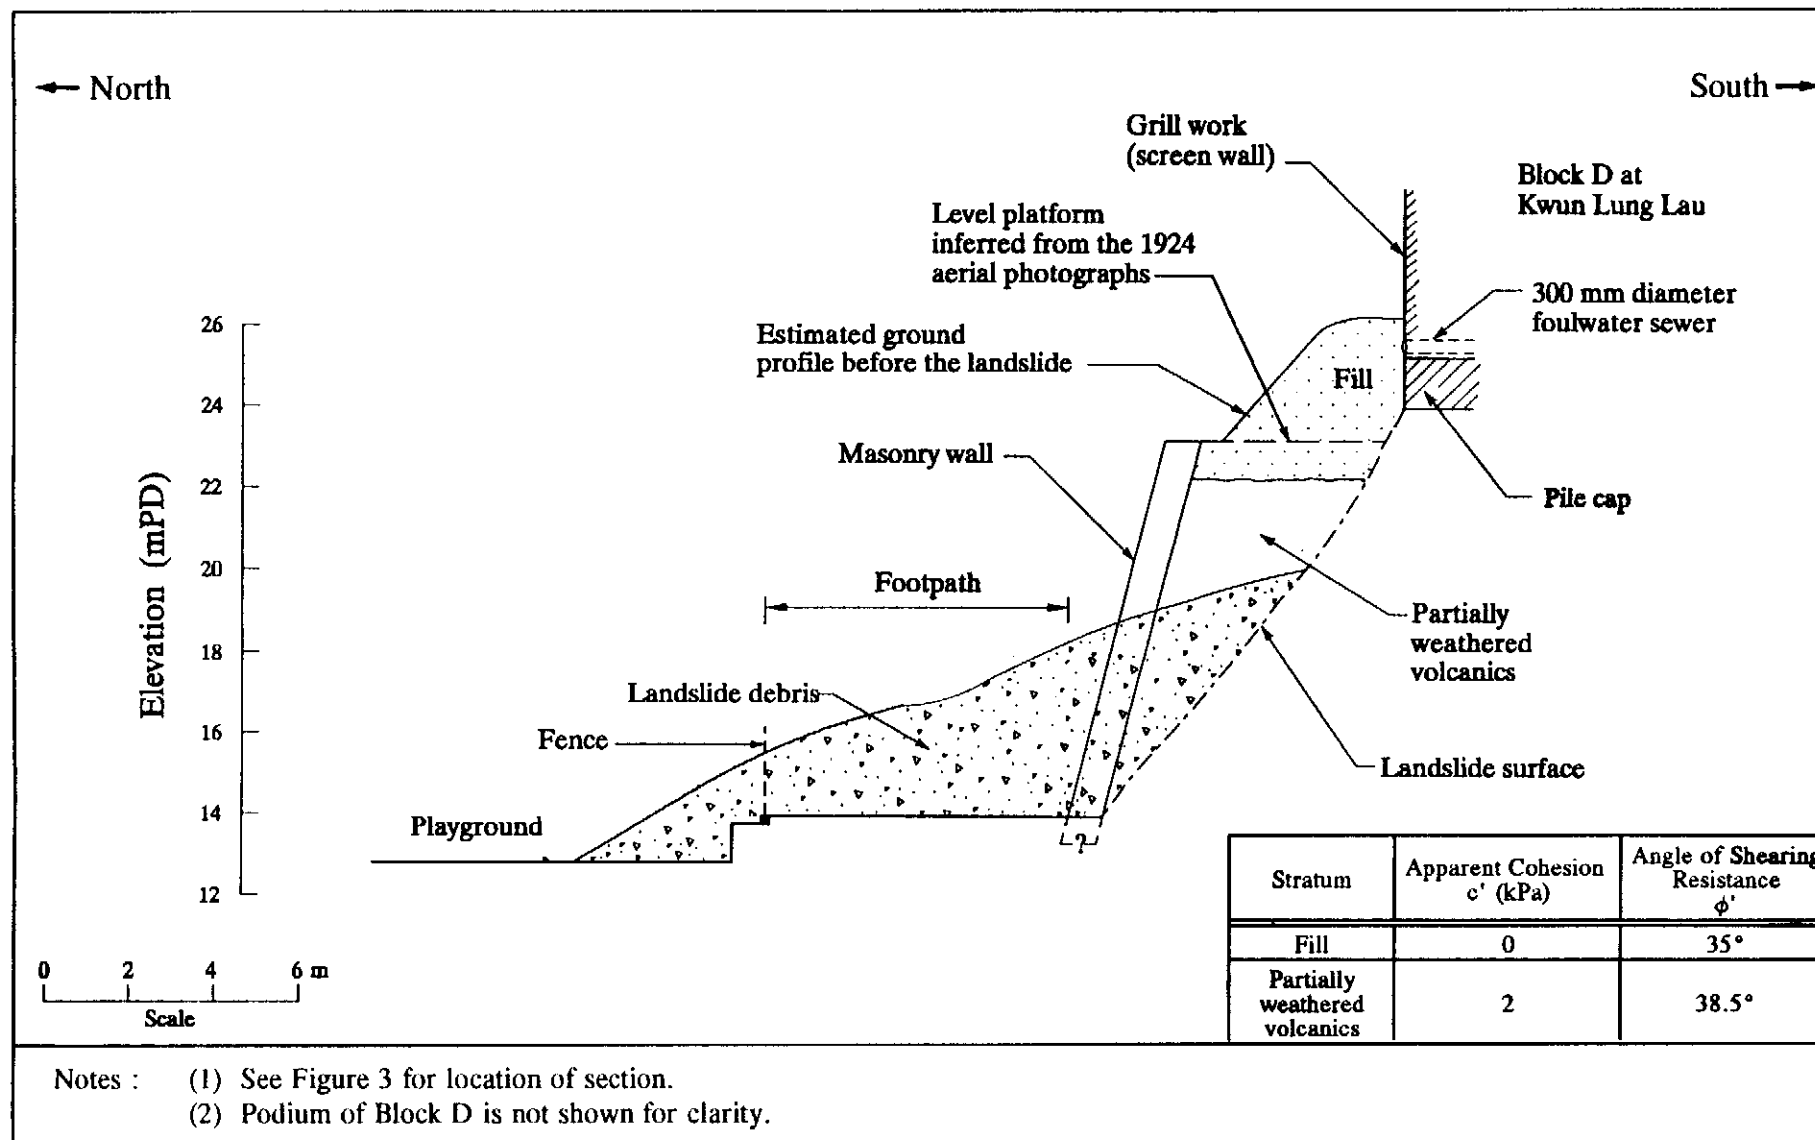 North
South
Grill work
(screen wall)
Block D at
Kwun Lung Lau
Level platform
inferred from the 1924
aerial photographs
300 mm diameter
foulwater sewer
Estimated ground
profile before the landslide
Fill
Masonry wall
Pile cap
Elevation (mPD)
26
24
22
20
18
16
14
12
Footpath
Partially
weathered
volcanics
Landslide debris
Fence
Landslide surface
Playground
?
Stratum
Apparent Cohesion
c' (kPa)
Angle of Shearing
Resistance
ϕ'
Fill 0 35°
Partially
weathered
volcanics
2 38.5°
0 2 4 6 m
Scale
Notes : (1) See Figure 3 for location of section.
(2) Podium of Block D is not shown for clarity.